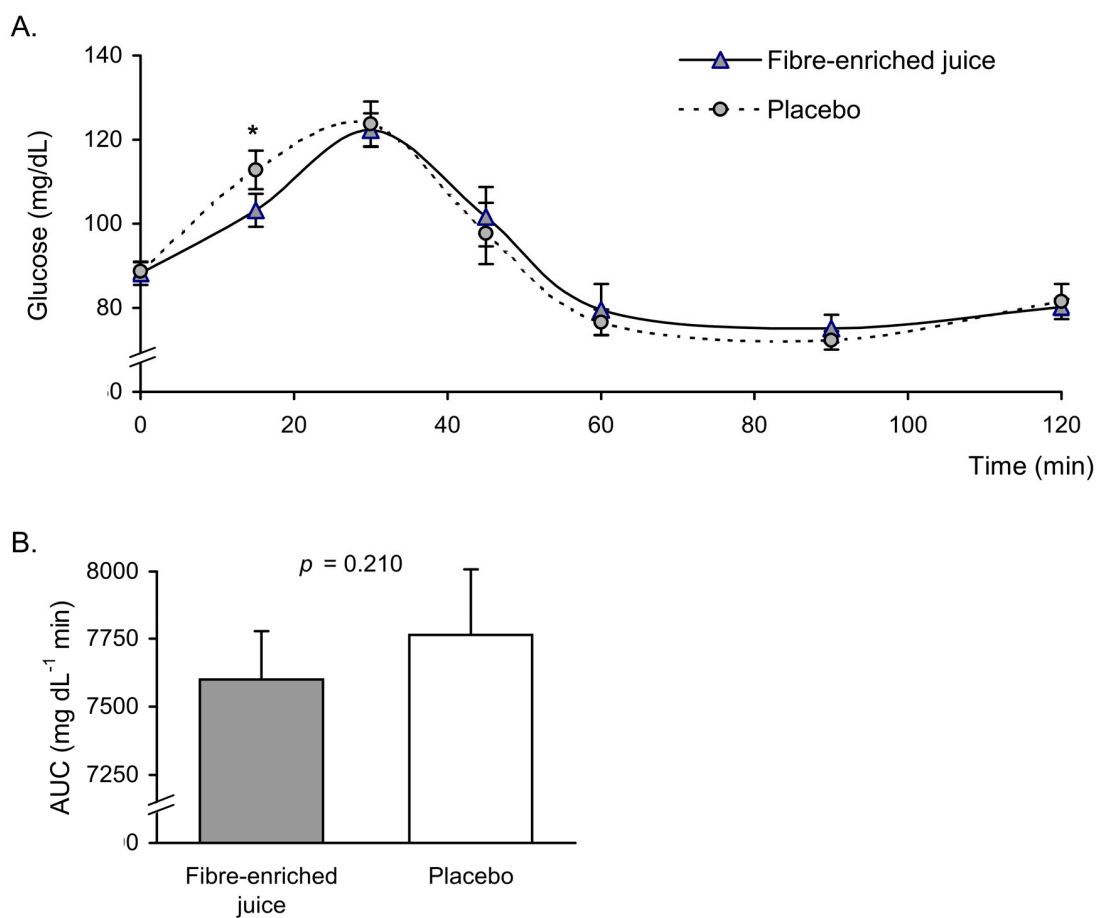 A.
Glucose (mg/dL)
140
120
100
80
0
*
Fibre-enriched juice
Placebo
0 20 40 60 80 100 120
Time (min)
B.
AUC (mg dL⁻¹ min)
p = 0.210
8000
7750
7500
7250
0
Fibre-enriched Placebo
juice